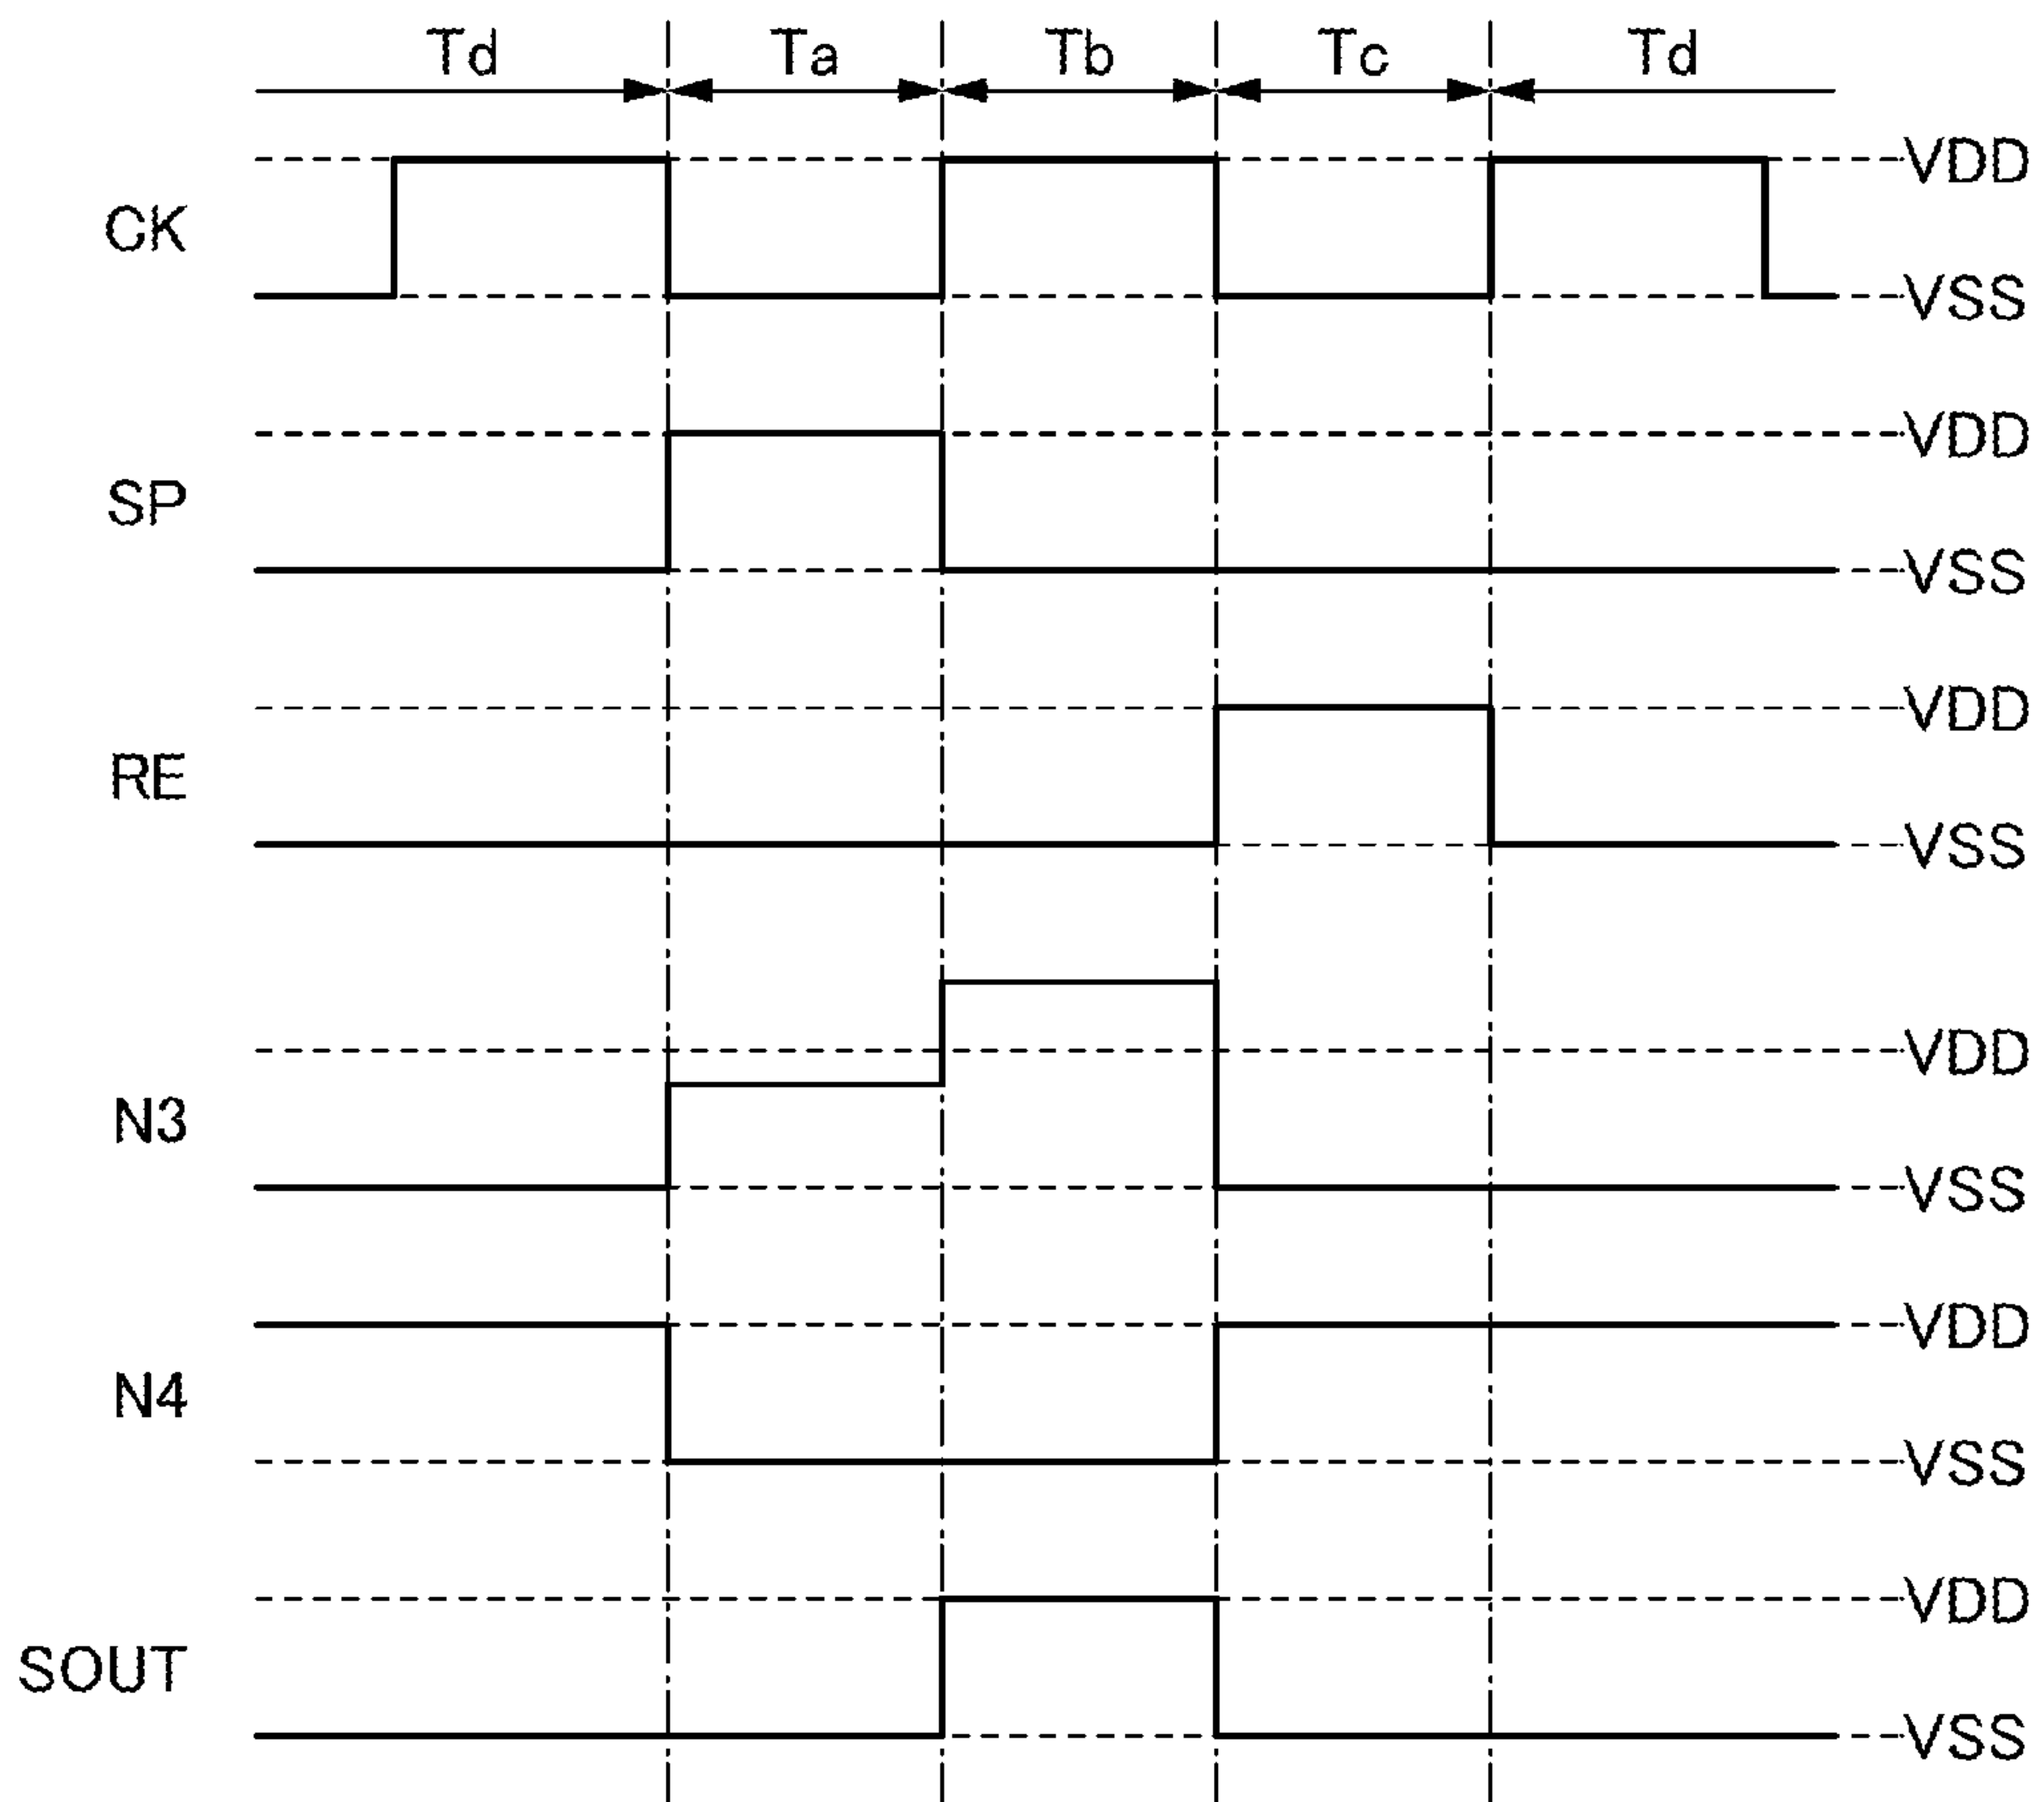 Td Ta Tb Tc Td
VDD
CK
VSS
VDD
SP
VSS
VDD
RE
VSS
VDD
N3
VSS
VDD
N4
VSS
VDD
SOUT
VSS